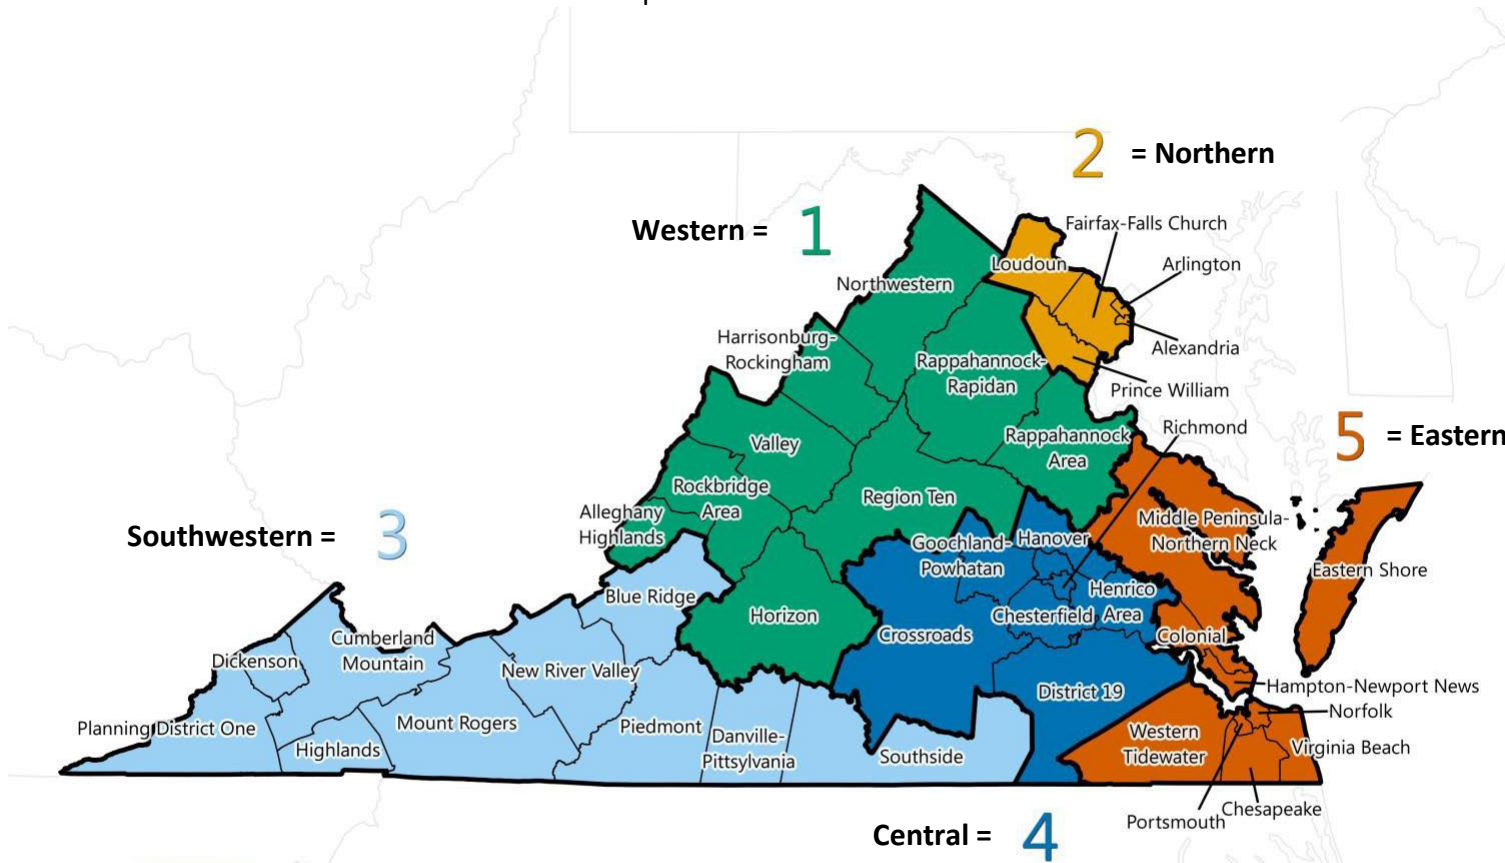 2 = Northern
Western = 1
Fairfax-Falls Church
Loudoun
Arlington
Northwestern
Harrisonburg-
Rockingham
Alexandria
Rappahannock-
Rapidan
Prince William
Richmond
5 = Eastern
Valley
Rappahannock
Area
Rockbridge
Area
Region Ten
Alleghany
Highlands
Southwestern = 3
Middle Peninsula-
Northern Neck
Goochland-
Powhatan
Hanover
Eastern Shore
Blue Ridge
Horizon
Henrico
Area
Chesterfield
Crossroads
Colonial
Cumberland
Mountain
Dickenson
New River Valley
Hampton-Newport News
District 19
Norfolk
Planning District One
Mount Rogers
Piedmont
Highlands
Danville-
Pittsylvania
Southside
Western
Tidewater
Virginia Beach
Chesapeake
Portsmouth
Central = 4